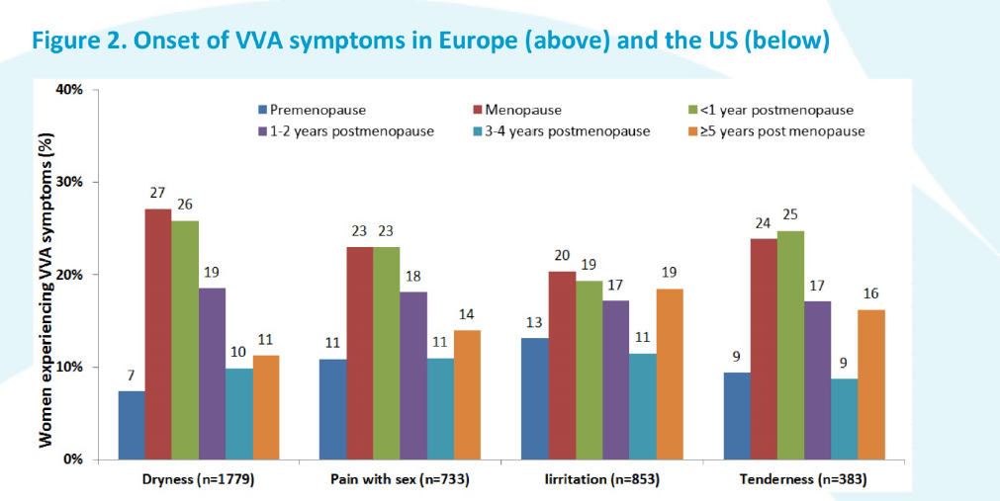 Figure 2. Onset of VVA symptoms in Europe (above) and the US (below)
Women experiencing VVA symptoms (%)
40%
30%
20%
10%
0%
Premenopause Menopause <1 year postmenopause
1-2 years postmenopause 3-4 years postmenopause ≥5 years post menopause
7 27 26 19 10 11
11 23 23 18 11 14
13 20 19 17 11 19
9 24 25 17 9 16
Dryness (n=1779) Pain with sex (n=733) Iirritation (n=853) Tenderness (n=383)